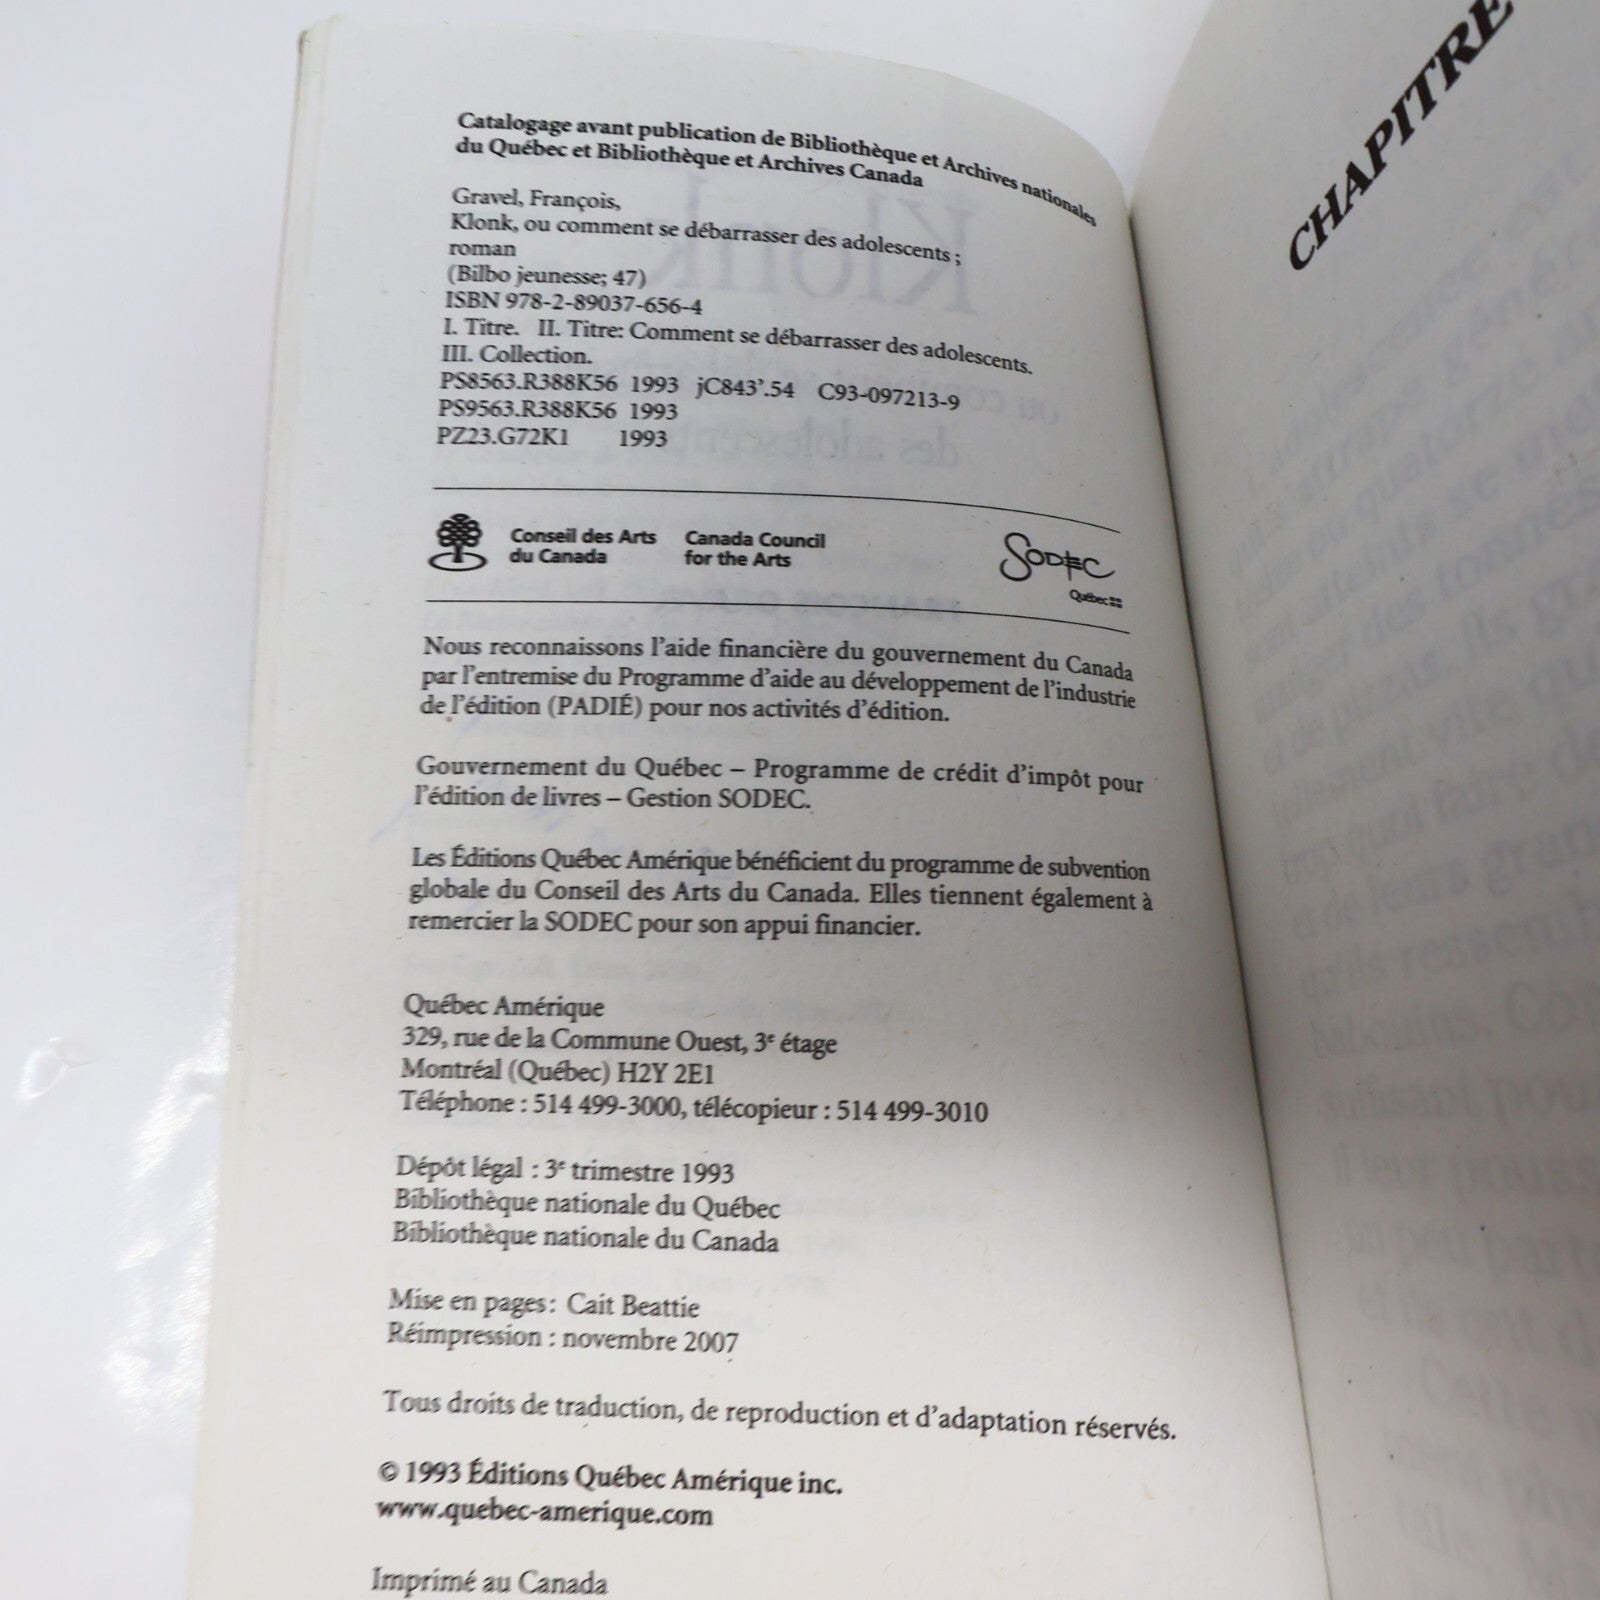 Catalogage avant publication de Bibliothèque et Archives nationales
du Québec et Bibliothèque et Archives Canada
Gravel, François,
Klonk, ou comment se débarrasser des adolescents ;
roman
(Bilbo jeunesse; 47)
ISBN 978-2-89037-656-4
I. Titre. II. Titre: Comment se débarrasser des adolescents.
III. Collection.
PS8563.R388K56 1993 jC843'.54 C93-097213-9
PS9563.R388K56 1993
PZ23.G72K1 1993
Conseil des Arts Canada Council
du Canada for the Arts
SODEC
Québec
Nous reconnaissons l'aide financière du gouvernement du Canada
par l'entremise du Programme d'aide au développement de l'industrie
de l'édition (PADIÉ) pour nos activités d'édition.
Gouvernement du Québec – Programme de crédit d'impôt pour
l'édition de livres – Gestion SODEC.
Les Éditions Québec Amérique bénéficient du programme de subvention
globale du Conseil des Arts du Canada. Elles tiennent également à
remercier la SODEC pour son appui financier.
Québec Amérique
329, rue de la Commune Ouest, 3e étage
Montréal (Québec) H2Y 2E1
Téléphone : 514 499-3000, télécopieur : 514 499-3010
Dépôt légal : 3e trimestre 1993
Bibliothèque nationale du Québec
Bibliothèque nationale du Canada
Mise en pages : Cait Beattie
Réimpression : novembre 2007
Tous droits de traduction, de reproduction et d'adaptation réservés.
© 1993 Éditions Québec Amérique inc.
www.quebec-amerique.com
Imprimé au Canada
CHAPITRE